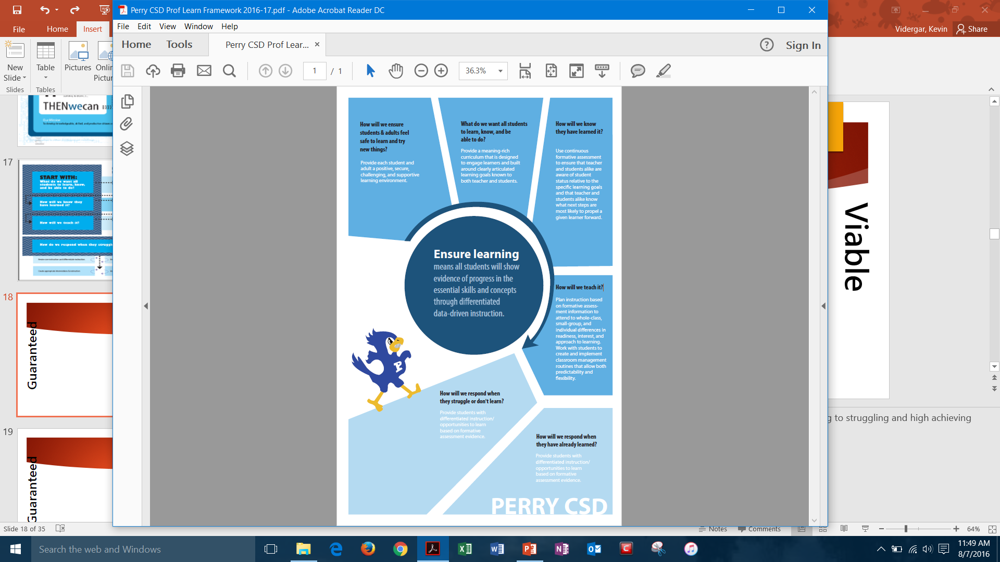 Perry CSD Prof Learn Framework 2016-17.pdf - Adobe Acrobat Reader DC
File Edit View Window Help
Home Tools Perry CSD Prof Lear... × ? Sign In
1 / 1 36.3%
File Home Insert
Vidergar, Kevin Share
New
Slide
Table
Pictures
Onlin
Pictur
Slides
Tables
THENwecan
Our Mission
17
START WITH:
What do we want all
students to learn, know,
and be able to do?
How will we know they
have learned it?
How will we teach it?
How do we respond when they struggle
18
Guaranteed
19
Guaranteed
How will we ensure
students & adults feel
safe to learn and try
new things?
Provide each student and
adult a positive, secure,
challenging, and supportive
learning environment.
What do we want all students
to learn, know, and be
able to do?
Provide a meaning-rich
curriculum that is designed
to engage learners and built
around clearly articulated
learning goals known to
both teacher and students.
How will we know
they have learned it?
Use continuous
formative assessment
to ensure that teacher
and students alike are
aware of student
status relative to the
specific learning goals
and that teacher and
students alike know
what next steps are
most likely to propel a
given learner forward.
Ensure learning
means all students will show
evidence of progress in the
essential skills and concepts
through differentiated
data-driven instruction.
How will we teach it?
Plan instruction based
on formative assess-
ment information to
attend to whole-class,
small-group, and
individual differences in
readiness, interest, and
approach to learning.
Work with students to
create and implement
classroom management
routines that allow both
predictability and
flexibility.
P
How will we respond when
they struggle or don't learn?
Provide students with
differentiated instruction/
opportunities to learn
based on formative
assessment evidence.
How will we respond when
they have already learned?
Provide students with
differentiated instruction/
opportunities to learn
based on formative
assessment evidence.
PERRY CSD
Viable
g to struggling and high achieving
Slide 18 of 35
Notes Comments 64%
Search the web and Windows
11:49 AM
8/7/2016